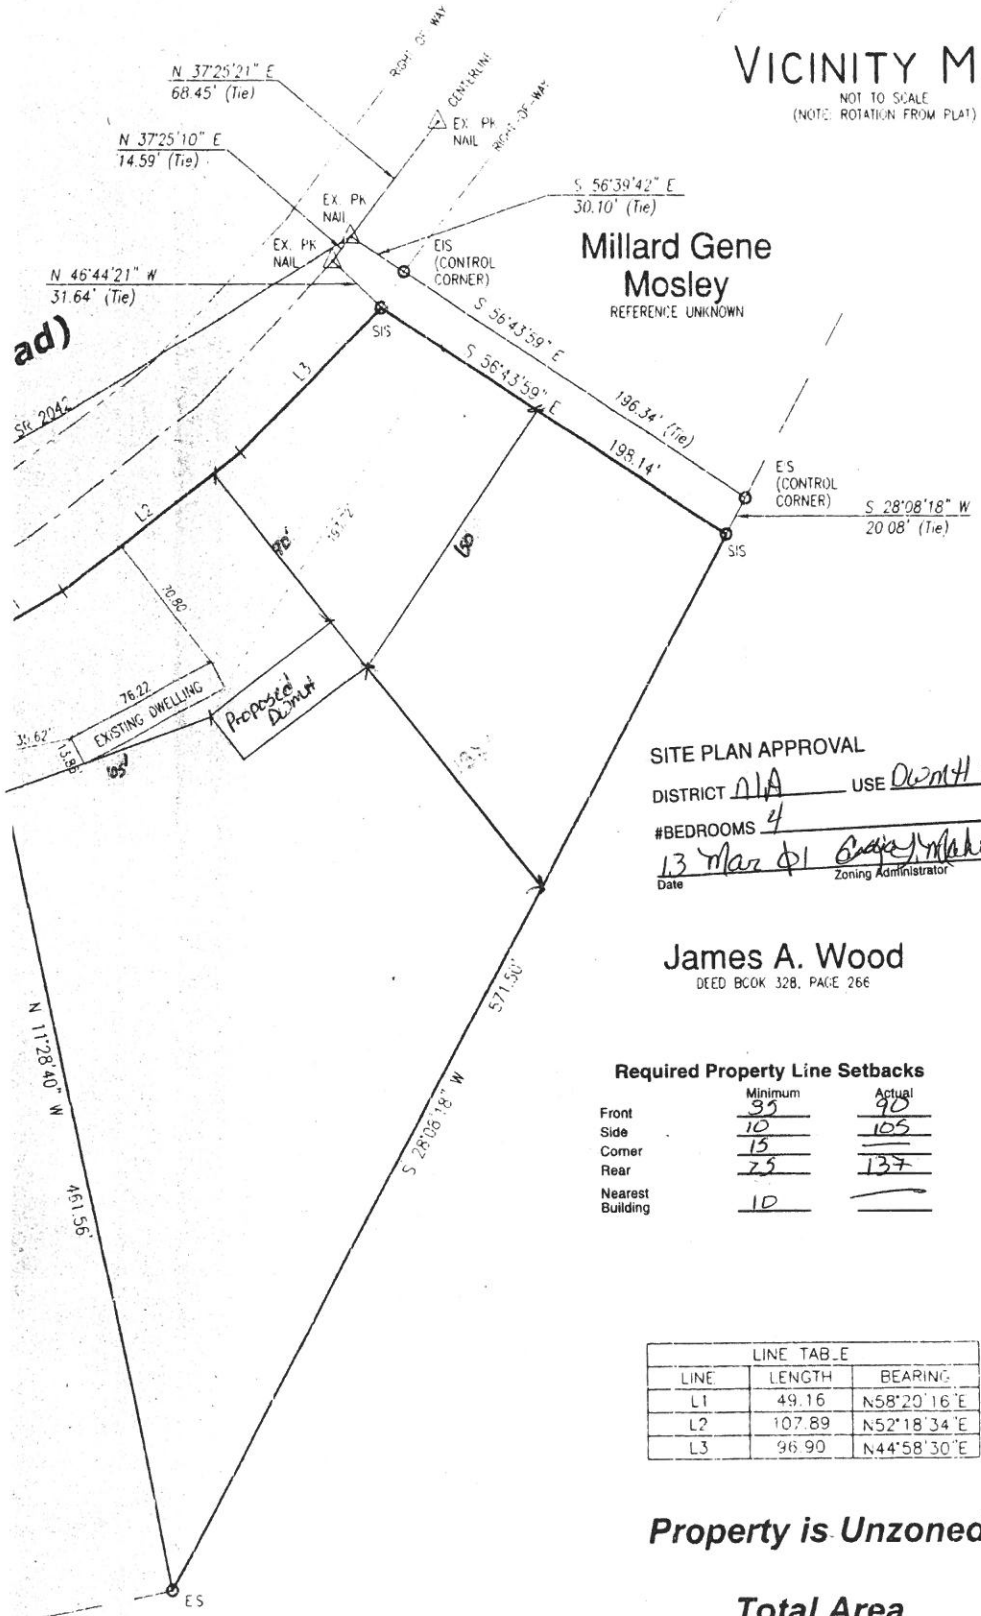 VICINITY M
NOT TO SCALE
(NOTE: ROTATION FROM PLAT)
RIGHT OF WAY
CENTERLINE
RIGHT-OF-WAY
N 37°25'21" E
68.45' (Tie)
N 37°25'10" E
14.59' (Tie)
EX. PK
NAIL
EX. PK
NAIL
EX. PK
NAIL
S 56°39'42" E
30.10' (Tie)
EIS
(CONTROL
CORNER)
N 46°44'21" W
31.64' (Tie)
Millard Gene
Mosley
REFERENCE UNKNOWN
ad)
SR 2042
SIS
S 56°43'59" E
196.34' (Tie)
S 56°43'59" E
198.14'
EIS
(CONTROL
CORNER)
S 28°08'18" W
20.08' (Tie)
SIS
L3
L2
90'
150'
70.80'
76.22
EXISTING DWELLING
13.86'
105'
Proposed
DWMH
SITE PLAN APPROVAL
DISTRICT N/A USE DWMH
#BEDROOMS 4
13 Mar 01
Date Zoning Administrator
James A. Wood
DEED BOOK 328, PAGE 266
N 11°28'40" W
461.56'
S 28°08'18" W
571.50'
Required Property Line Setbacks
Minimum Actual
Front 35 90
Side 10 105
Corner 15
Rear 25 137
Nearest
Building 10
LINE TABLE
LINE LENGTH BEARING
L1 49.16 N58°20'16"E
L2 107.89 N52°18'34"E
L3 96.90 N44°58'30"E
Property is Unzoned
Total Area